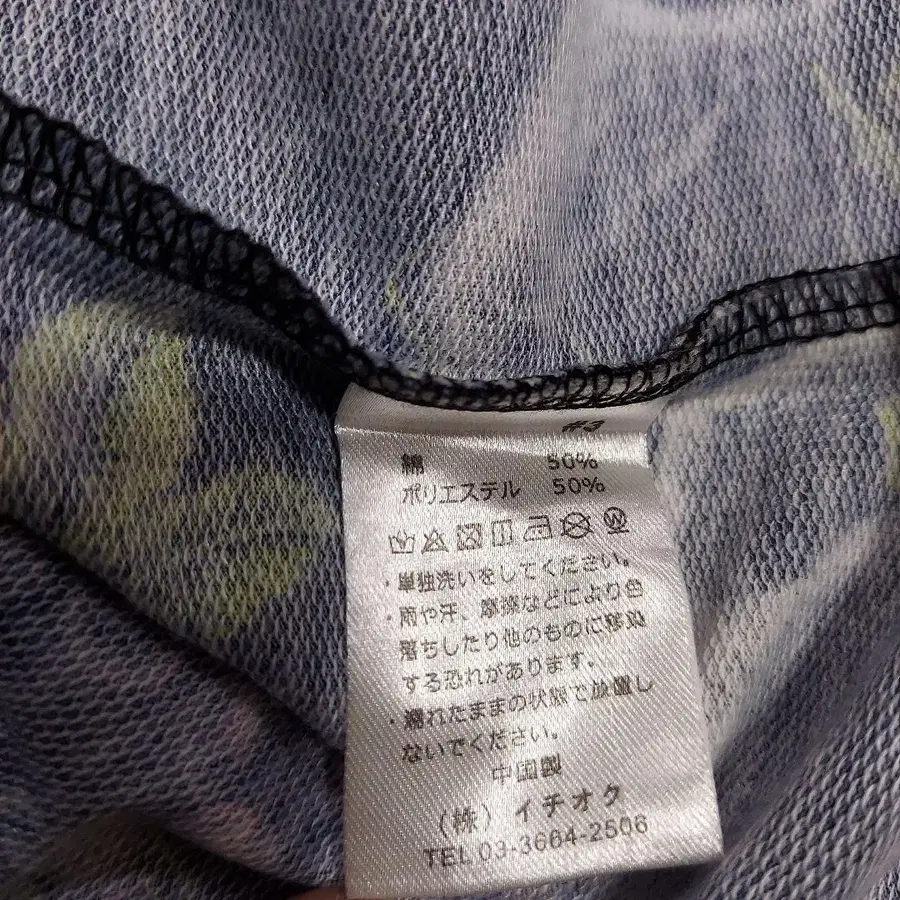 #3
綿 50%
ポリエステル 50%
・単独洗いをしてください。
・雨や汗、摩擦などにより色
落ちしたり他のものに移染
する恐れがあります。
・濡れたままの状態で放置し
ないでください。
中国製
(株) イチオク
TEL 03-3664-2506